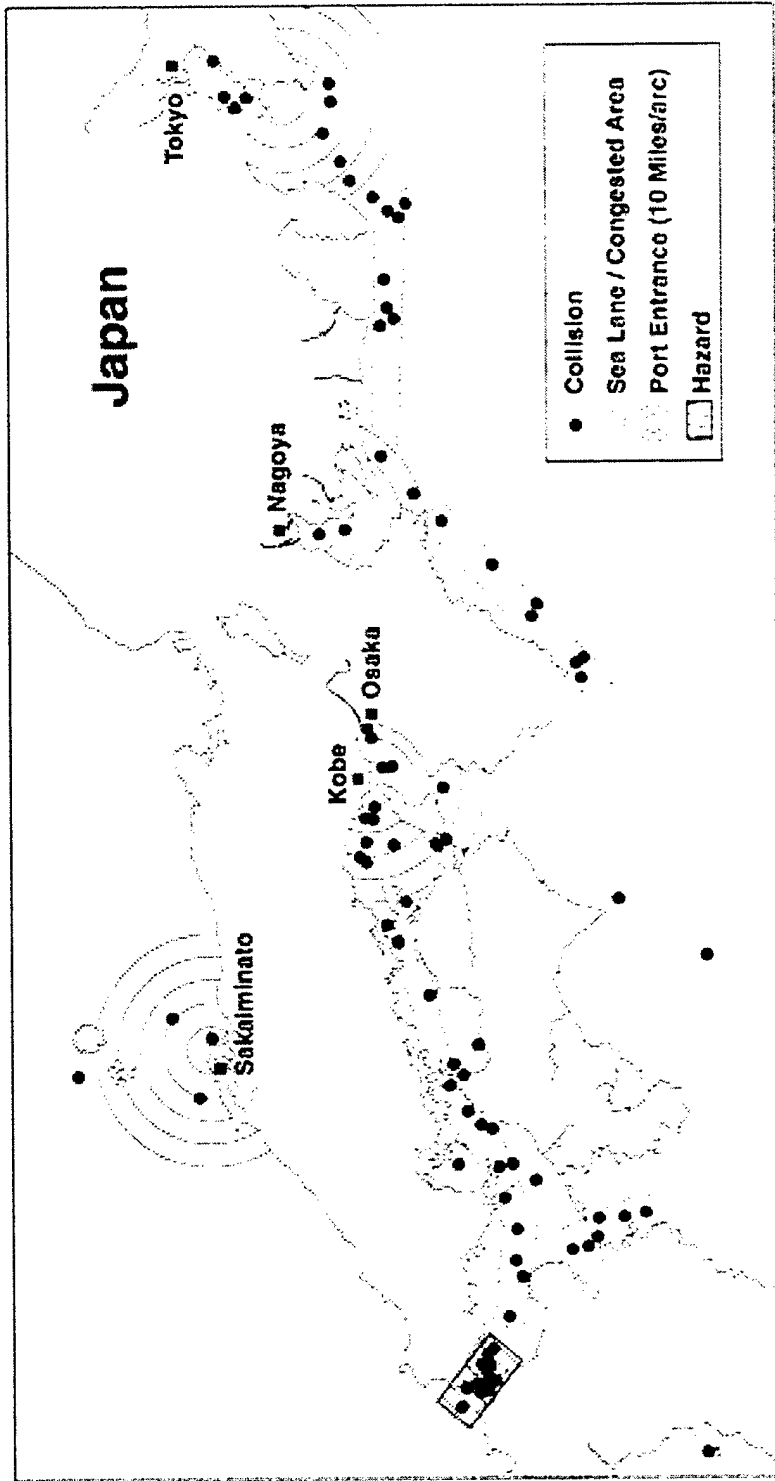 Japan
Tokyo
Nagoya
Osaka
Kobe
Sakaiminato
Collision
Sea Lane / Congested Area
Port Entrance (10 Miles/arc)
Hazard